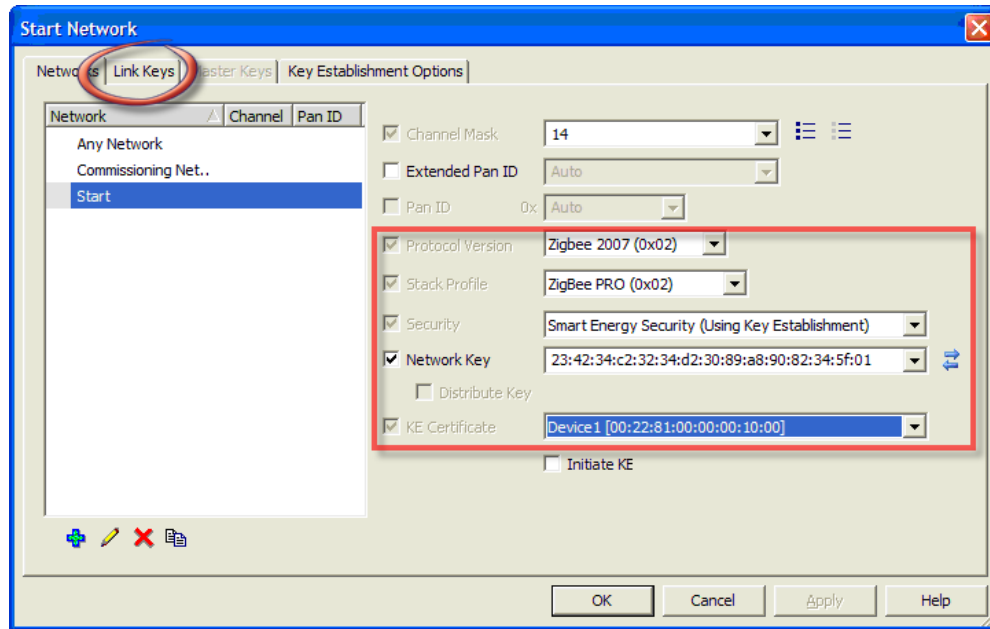 Start Network
Networks Link Keys Master Keys Key Establishment Options
Network Channel Pan ID
Any Network
Commissioning Net..
Start
Channel Mask 14
Extended Pan ID Auto
Pan ID 0x Auto
Protocol Version Zigbee 2007 (0x02)
Stack Profile ZigBee PRO (0x02)
Security Smart Energy Security (Using Key Establishment)
Network Key 23:42:34:c2:32:34:d2:30:89:a8:90:82:34:5f:01
Distribute Key
KE Certificate Device1 [00:22:81:00:00:00:10:00]
Initiate KE
OK Cancel Apply Help